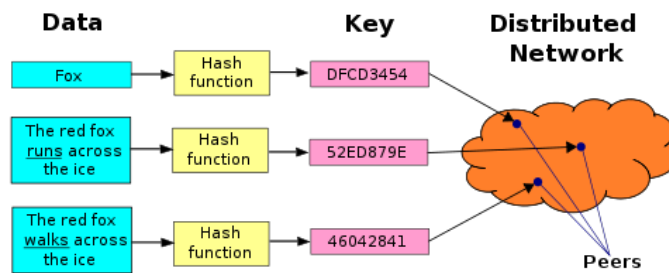 Data
Key
Distributed
Network
Fox
Hash
function
DFCD3454
The red fox
runs across
the ice
Hash
function
52ED879E
The red fox
walks across
the ice
Hash
function
46042841
Peers